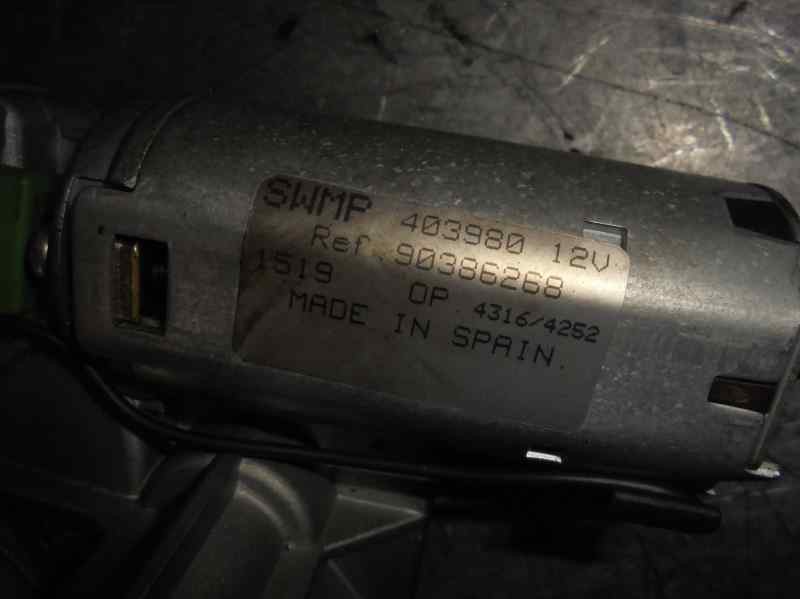 SWMP 403980 12V
Ref.90386268
1519 OP 4316/4252
MADE IN SPAIN.